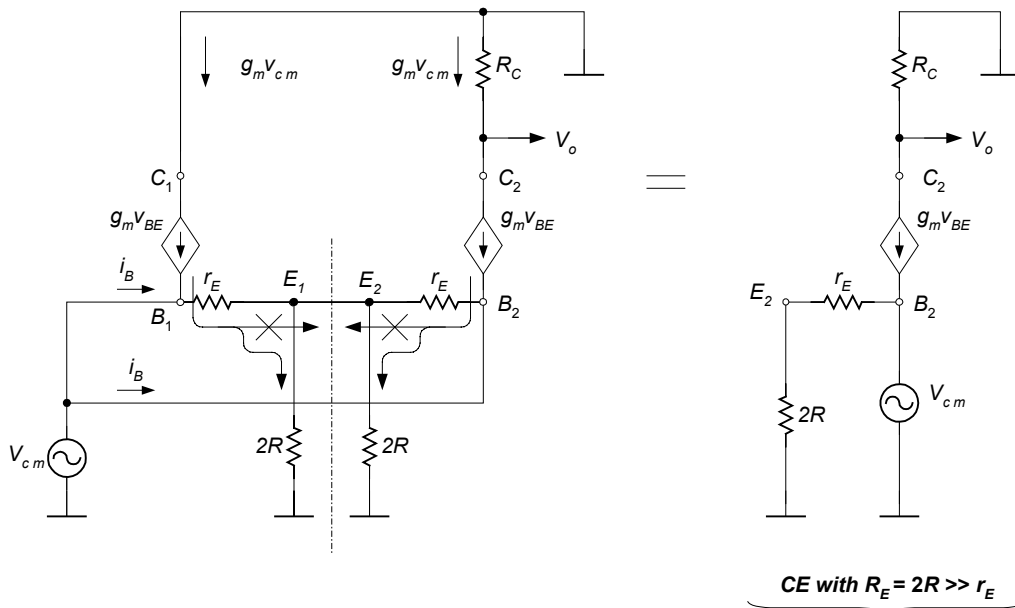 g_m v_cm
g_m v_cm
R_C
R_C
V_o
V_o
C_1
C_2
C_2
g_m v_BE
g_m v_BE
g_m v_BE
i_B
r_E
E_1
E_2
r_E
E_2
r_E
B_1
B_2
B_2
i_B
V_cm
2R
V_cm
2R
2R
CE with R_E = 2R >> r_E